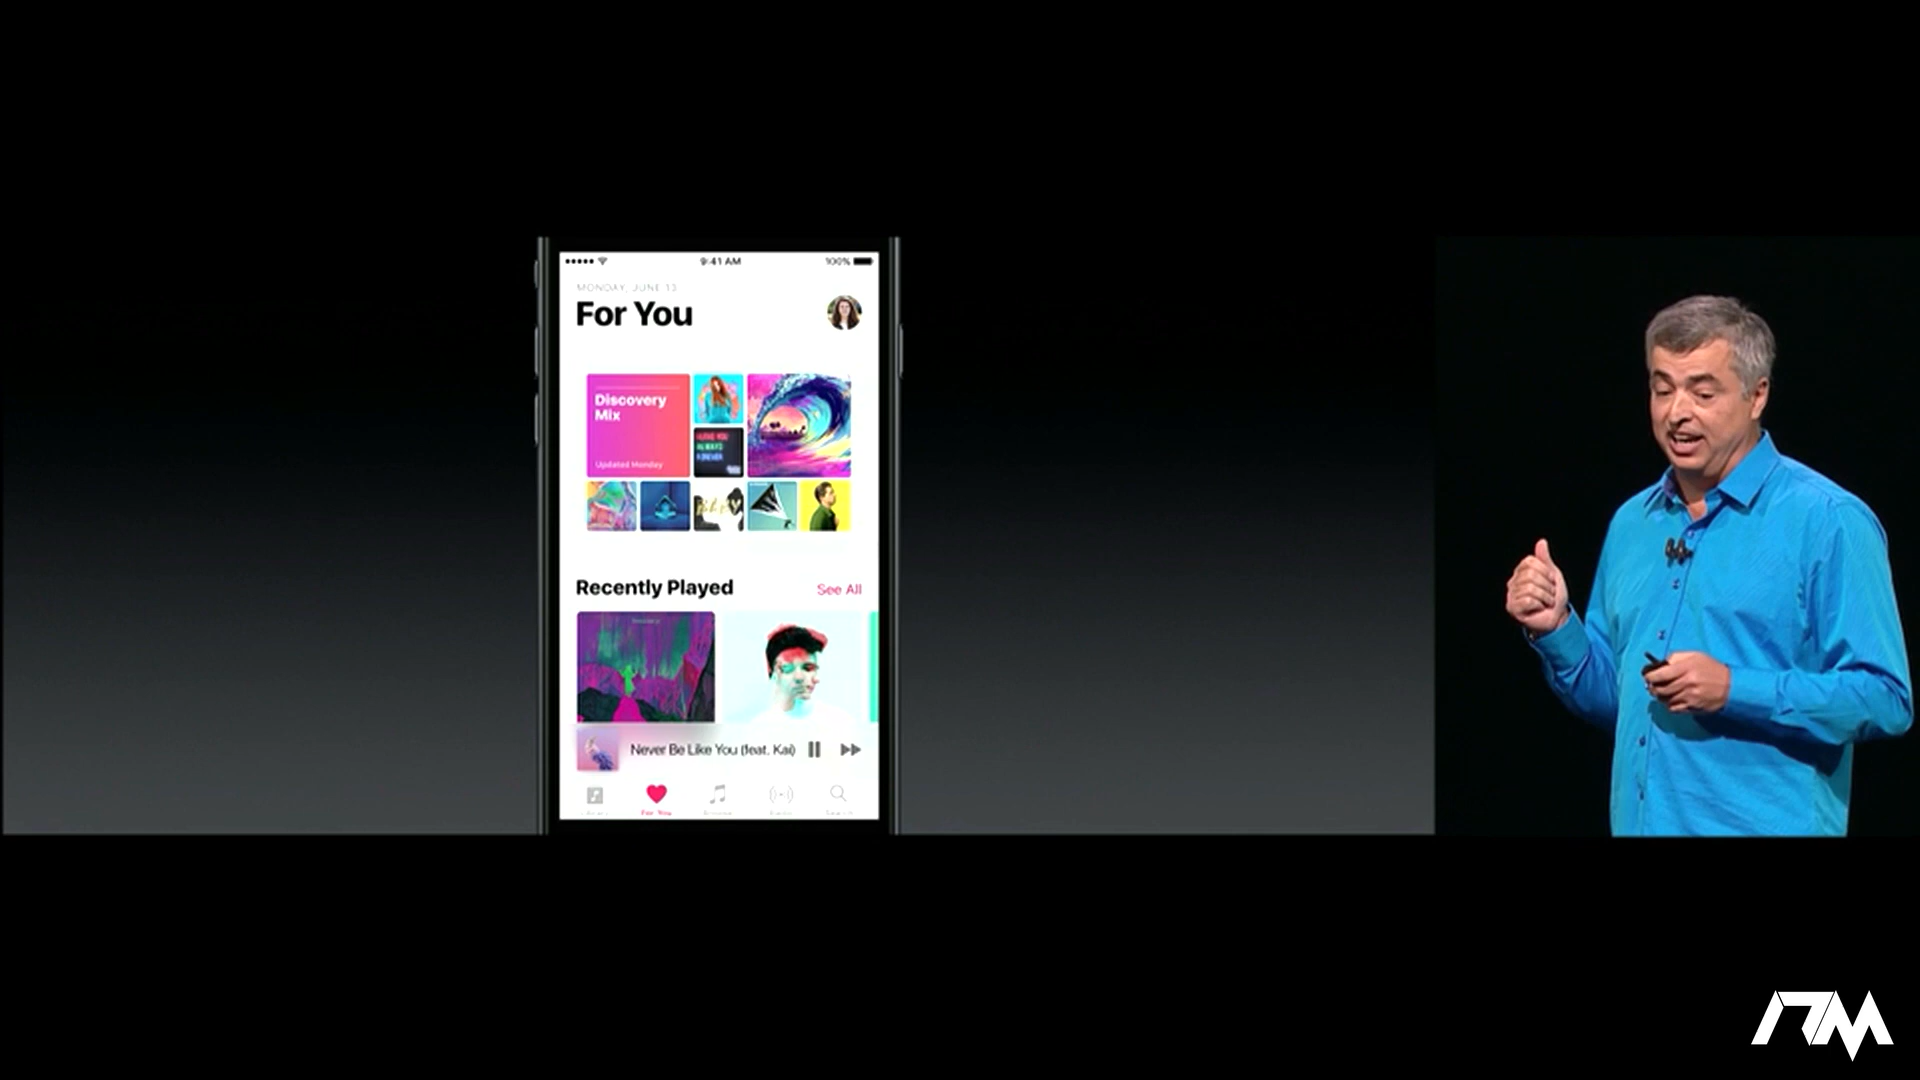 9:41 AM
100%
MONDAY, JUNE 13
For You
Discovery
Mix
Updated Monday
Recently Played
See All
Never Be Like You (feat. Kai)
For You